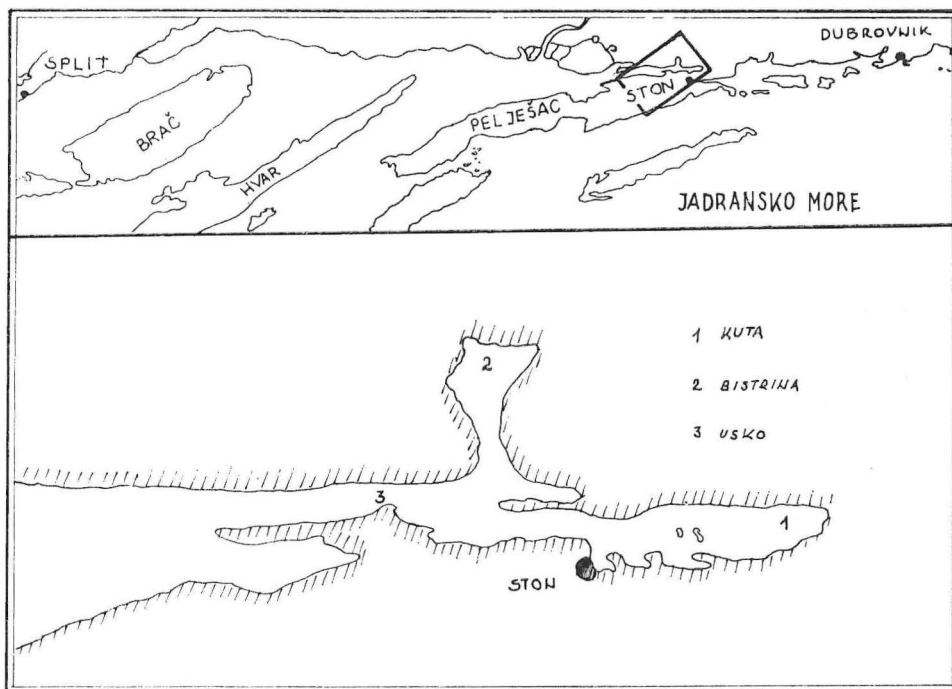 DUBROVNIK
SPLIT
STON
PELJEŠAC
BRAČ
HVAR
JADRANSKO MORE
1 KUTA
2 BISTRINA
3 USKO
2
3
1
STON